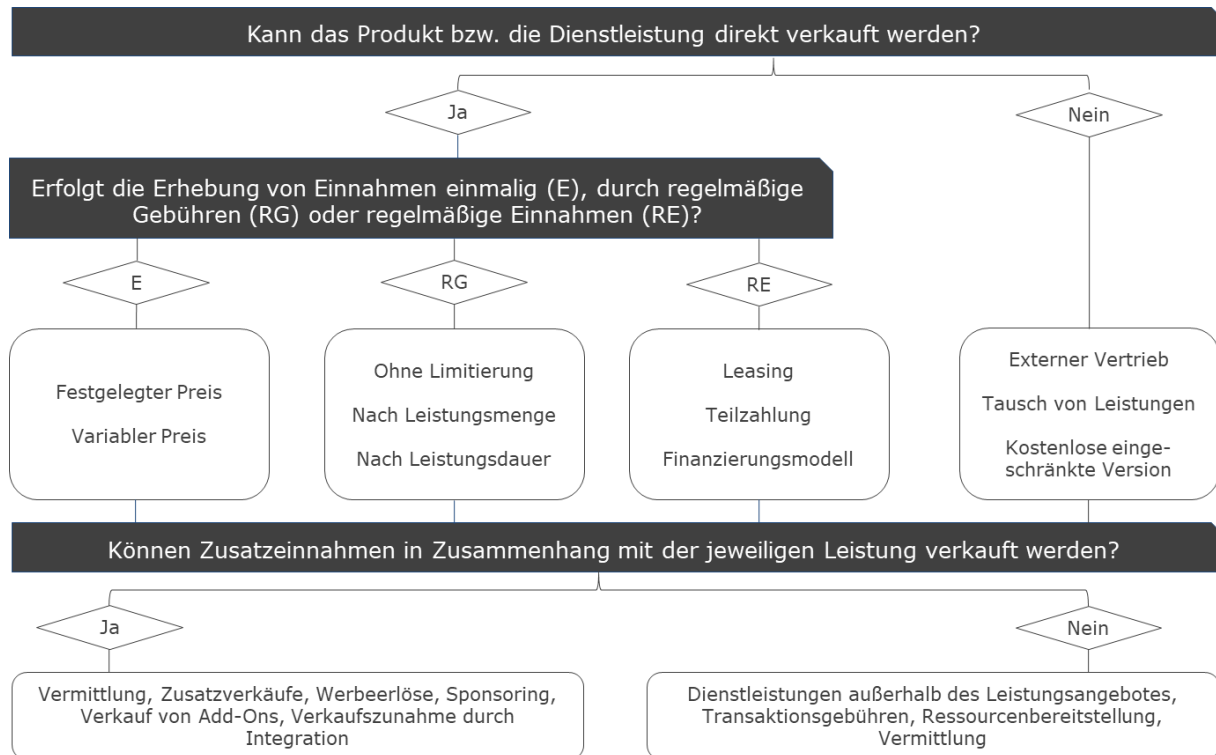 Kann das Produkt bzw. die Dienstleistung direkt verkauft werden?
Ja
Nein
Erfolgt die Erhebung von Einnahmen einmalig (E), durch regelmäßige
Gebühren (RG) oder regelmäßige Einnahmen (RE)?
E
RG
RE
Festgelegter Preis
Variabler Preis
Ohne Limitierung
Nach Leistungsmenge
Nach Leistungsdauer
Leasing
Teilzahlung
Finanzierungsmodell
Externer Vertrieb
Tausch von Leistungen
Kostenlose einge-
schränkte Version
Können Zusatzeinnahmen in Zusammenhang mit der jeweiligen Leistung verkauft werden?
Ja
Nein
Vermittlung, Zusatzverkäufe, Werbeerlöse, Sponsoring,
Verkauf von Add-Ons, Verkaufszunahme durch
Integration
Dienstleistungen außerhalb des Leistungsangebotes,
Transaktionsgebühren, Ressourcenbereitstellung,
Vermittlung